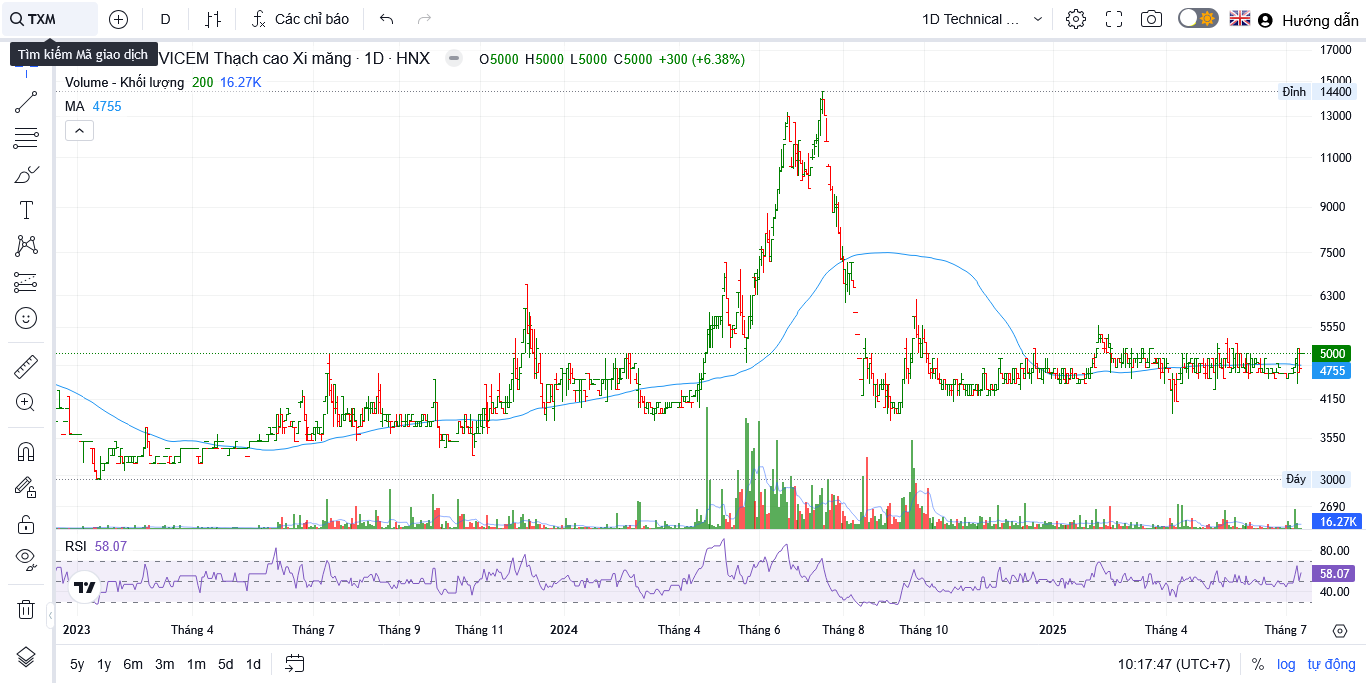 TXM D Các chỉ báo 1D Technical ... Hướng dẫn
Tìm kiếm Mã giao dịch
VICEM Thạch cao Xi măng · 1D · HNX O5000 H5000 L5000 C5000 +300 (+6.38%)
Volume - Khối lượng 200 16.27K
MA 4755
17000
15000
Đỉnh 14400
13000
11000
9000
7500
6300
5550
5000
4755
4150
3550
Đáy 3000
2690
16.27K
RSI 58.07
80.00
58.07
40.00
2023 Tháng 4 Tháng 7 Tháng 9 Tháng 11 2024 Tháng 4 Tháng 6 Tháng 8 Tháng 10 2025 Tháng 4 Tháng 7
5y 1y 6m 3m 1m 5d 1d 10:17:47 (UTC+7) % log tự động